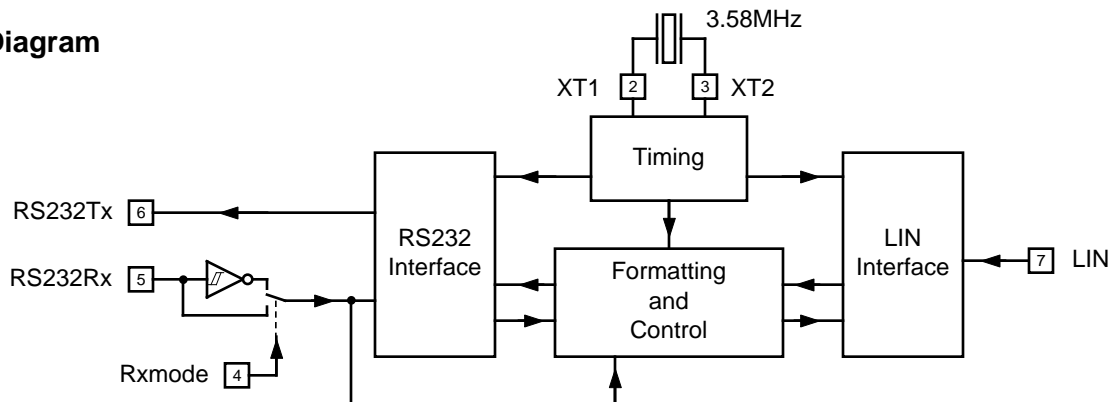 Diagram
3.58MHz
XT1 2 3 XT2
Timing
RS232Tx 6
RS232Rx 5
RS232
Interface
Formatting
and
Control
LIN
Interface
7 LIN
Rxmode 4